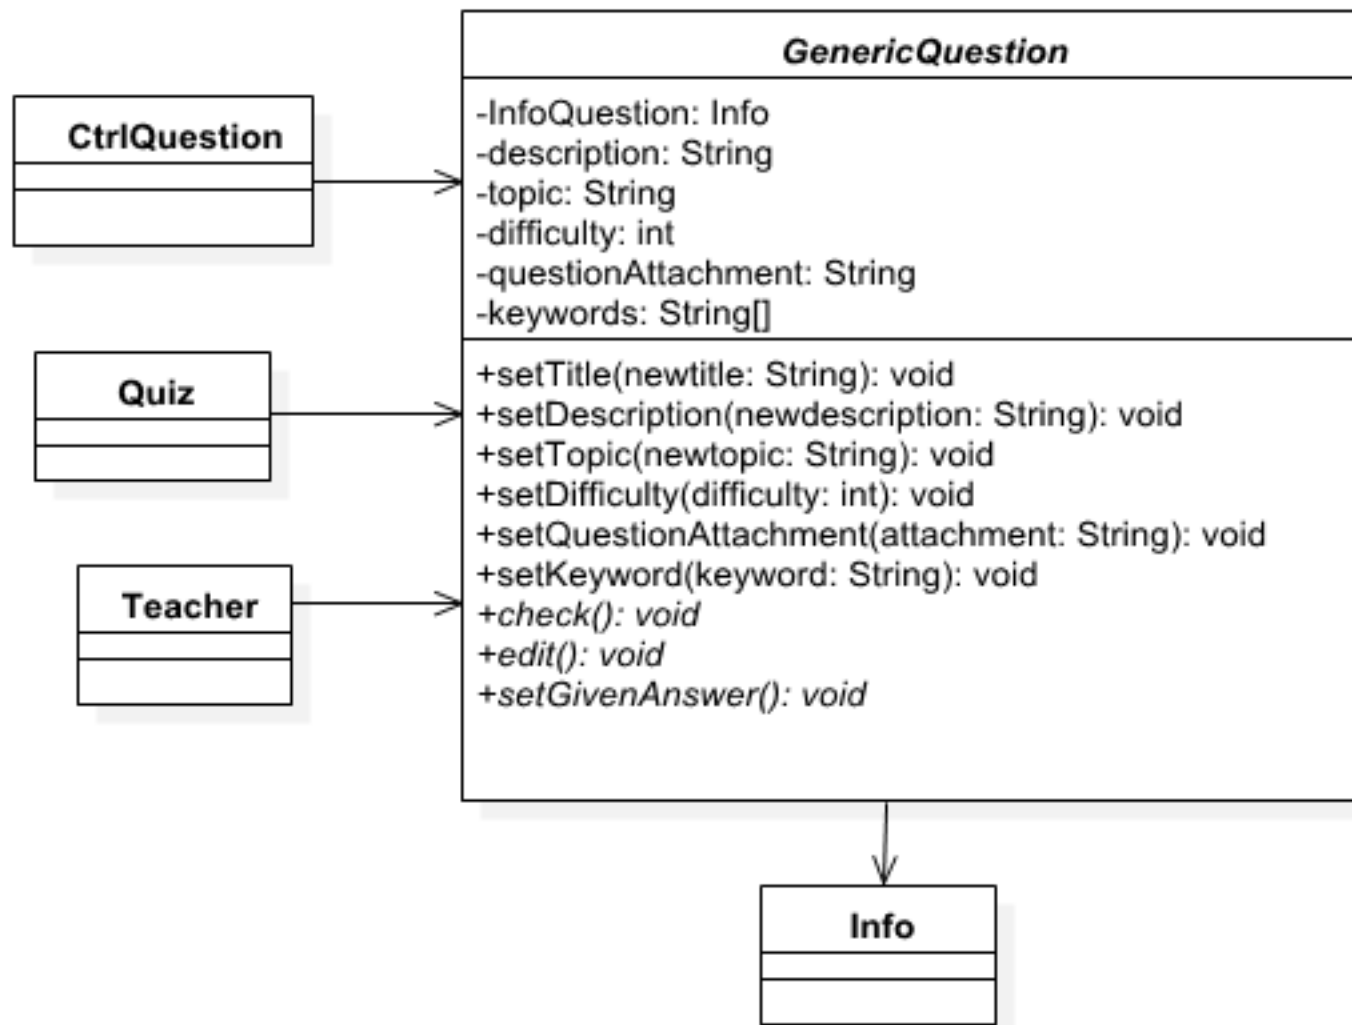 GenericQuestion
-InfoQuestion: Info
-description: String
-topic: String
-difficulty: int
-questionAttachment: String
-keywords: String[]
+setTitle(newtitle: String): void
+setDescription(newdescription: String): void
+setTopic(newtopic: String): void
+setDifficulty(difficulty: int): void
+setQuestionAttachment(attachment: String): void
+setKeyword(keyword: String): void
+check(): void
+edit(): void
+setGivenAnswer(): void
CtrlQuestion
Quiz
Teacher
Info